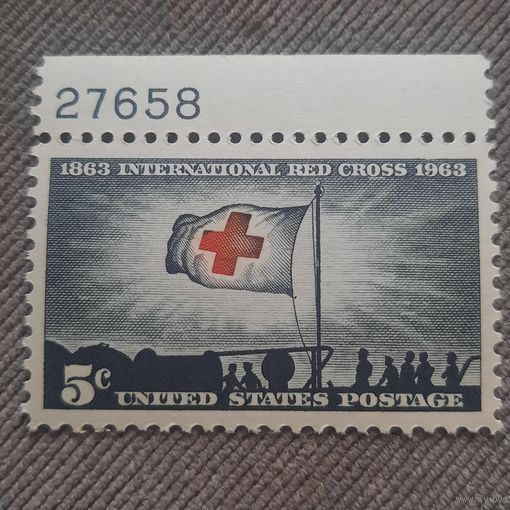 27658
1863 INTERNATIONAL RED CROSS 1963
5c
UNITED STATES POSTAGE